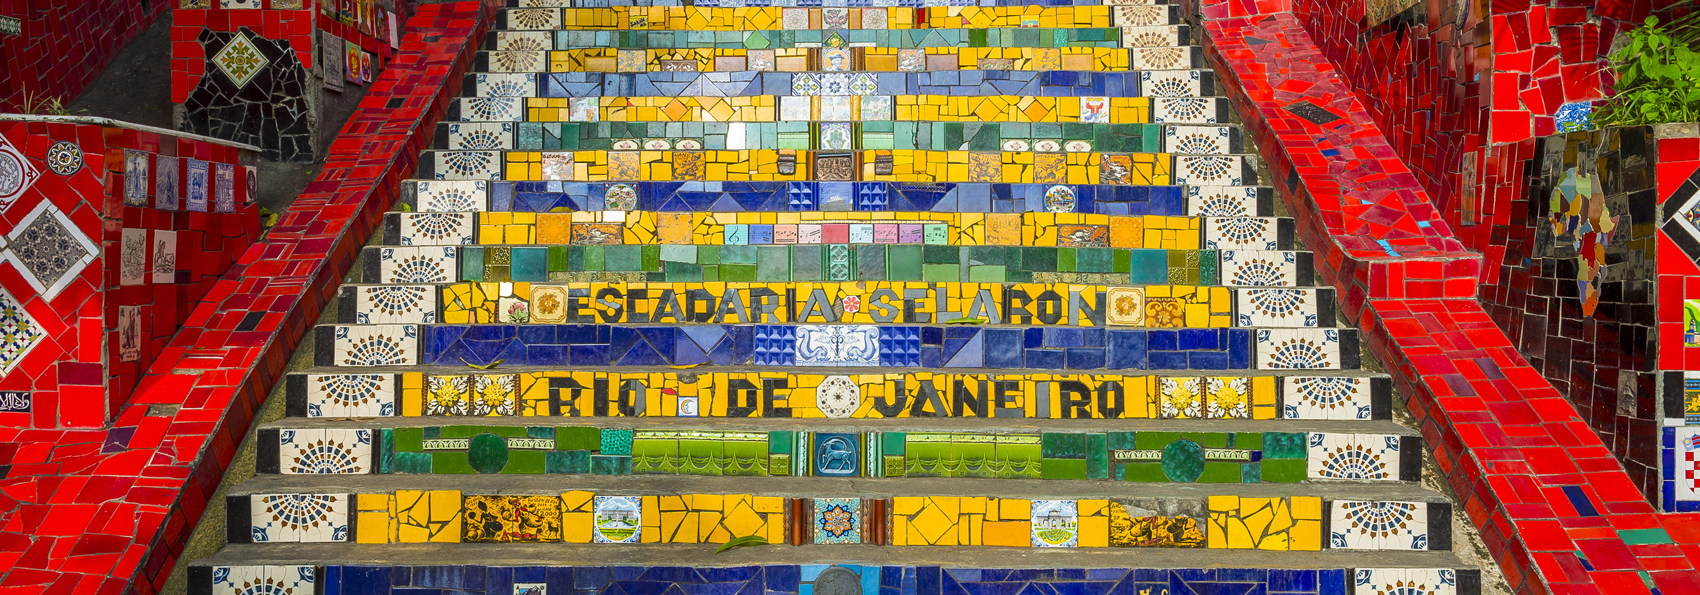 ESCADARIA SELARON
RIO DE JANEIRO